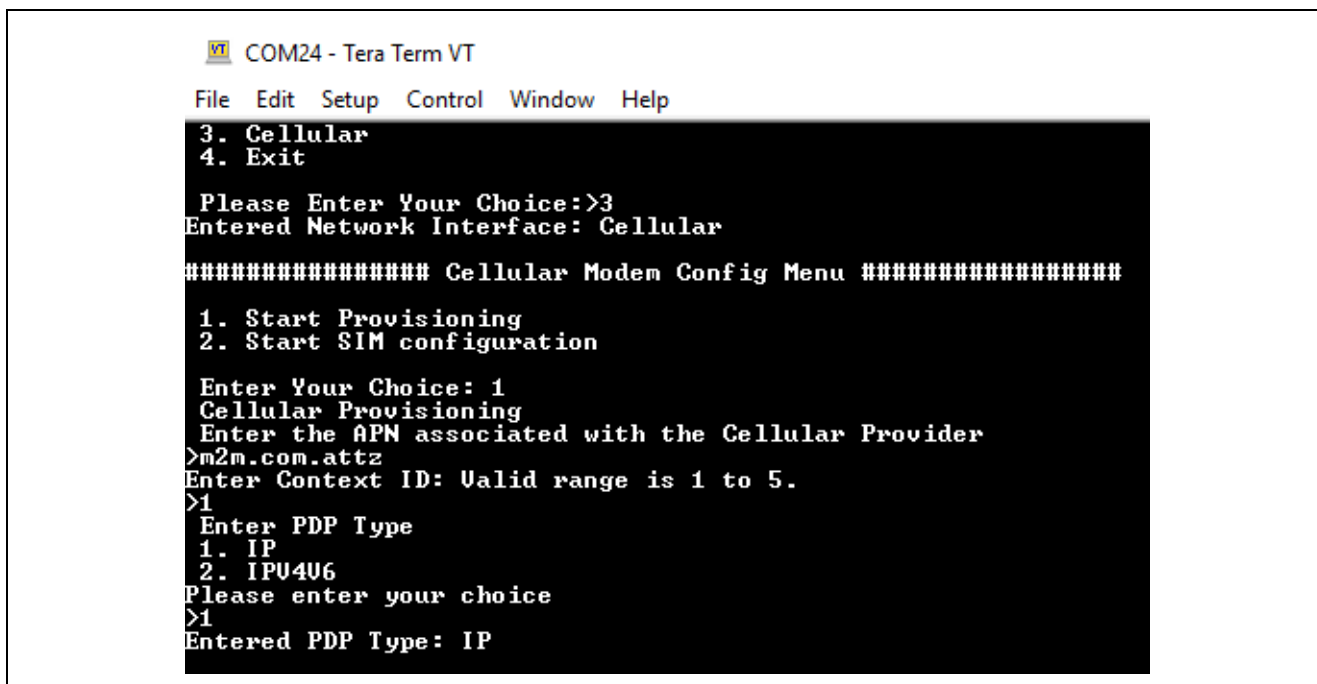 COM24 - Tera Term VT
File Edit Setup Control Window Help
3. Cellular
4. Exit
Please Enter Your Choice:>3
Entered Network Interface: Cellular
################ Cellular Modem Config Menu #################
1. Start Provisioning
2. Start SIM configuration
Enter Your Choice: 1
Cellular Provisioning
Enter the APN associated with the Cellular Provider
>m2m.com.attz
Enter Context ID: Valid range is 1 to 5.
>1
Enter PDP Type
1. IP
2. IPV4V6
Please enter your choice
>1
Entered PDP Type: IP